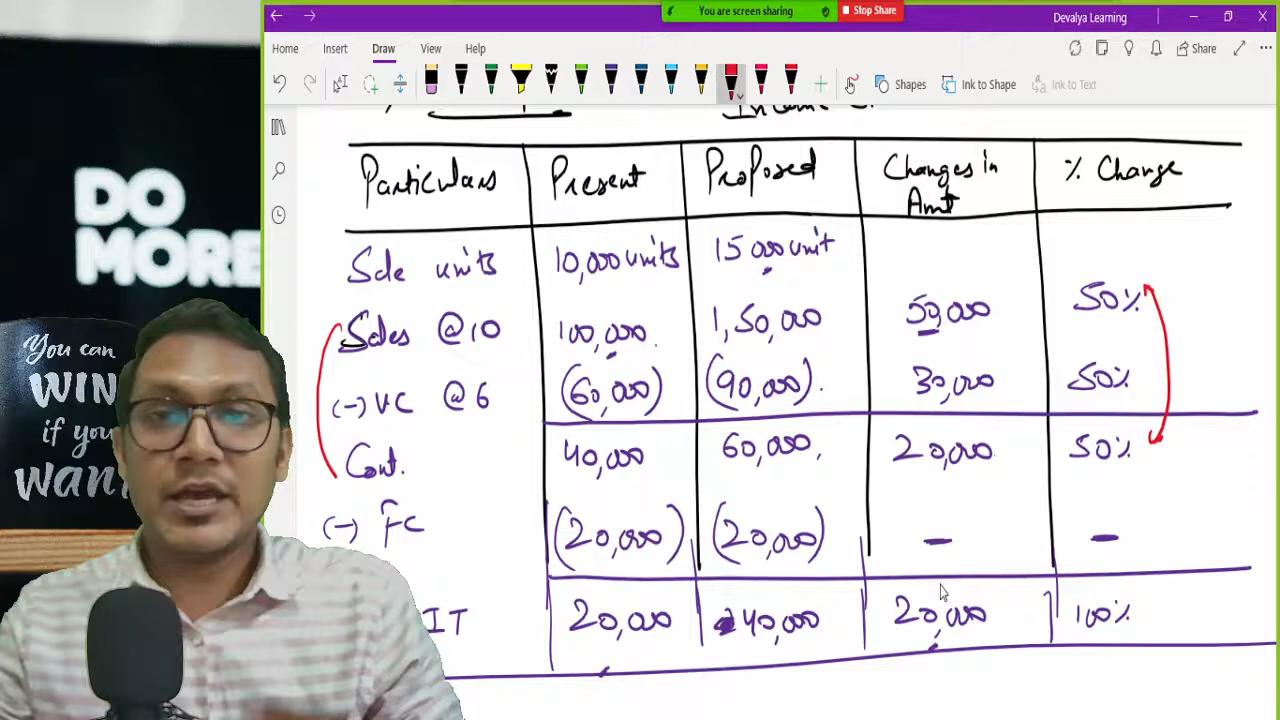 You are screen sharing
Stop Share
Devalya Learning
Home Insert Draw View Help
Share
Shapes
Ink to Shape
Ink to Text
DO
MORE
You can
WIN
if you
want
Particulars Present Proposed Changes in Amt % Change
Sale units 10,000 units 15000 unit
Sales @ 10 100,000. 1,50,000 50,000 50%
(-) VC @ 6 (60,000) (90,000). 30,000 50%
Cont. 40,000 60,000, 20,000. 50%
(-) FC (20,000) (20,000) - -
IT 20,000 40,000 20,000 100%